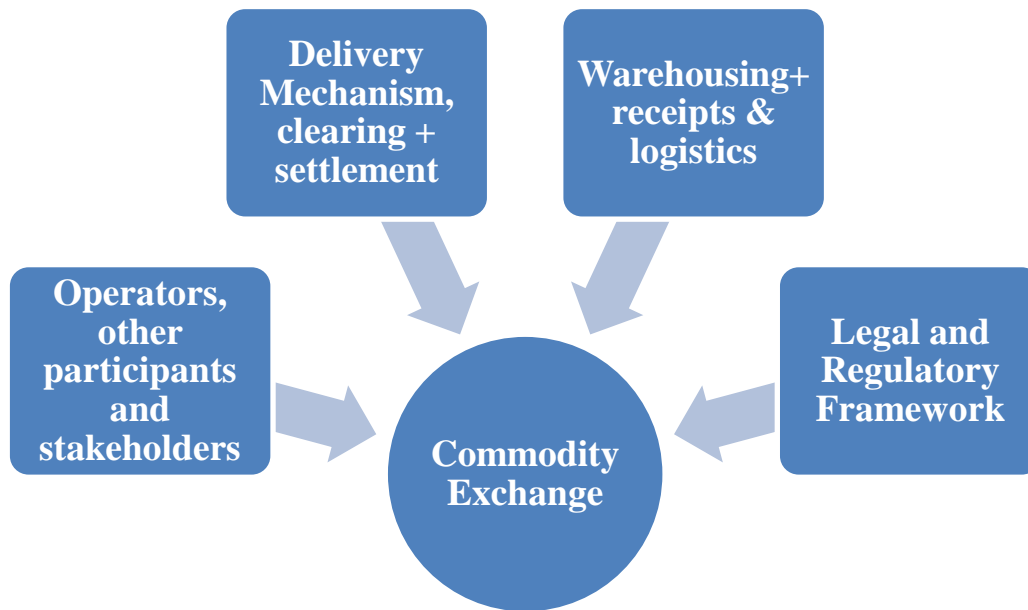 Delivery
Mechanism,
clearing +
settlement
Warehousing+
receipts &
logistics
Operators,
other
participants
and
stakeholders
Legal and
Regulatory
Framework
Commodity
Exchange